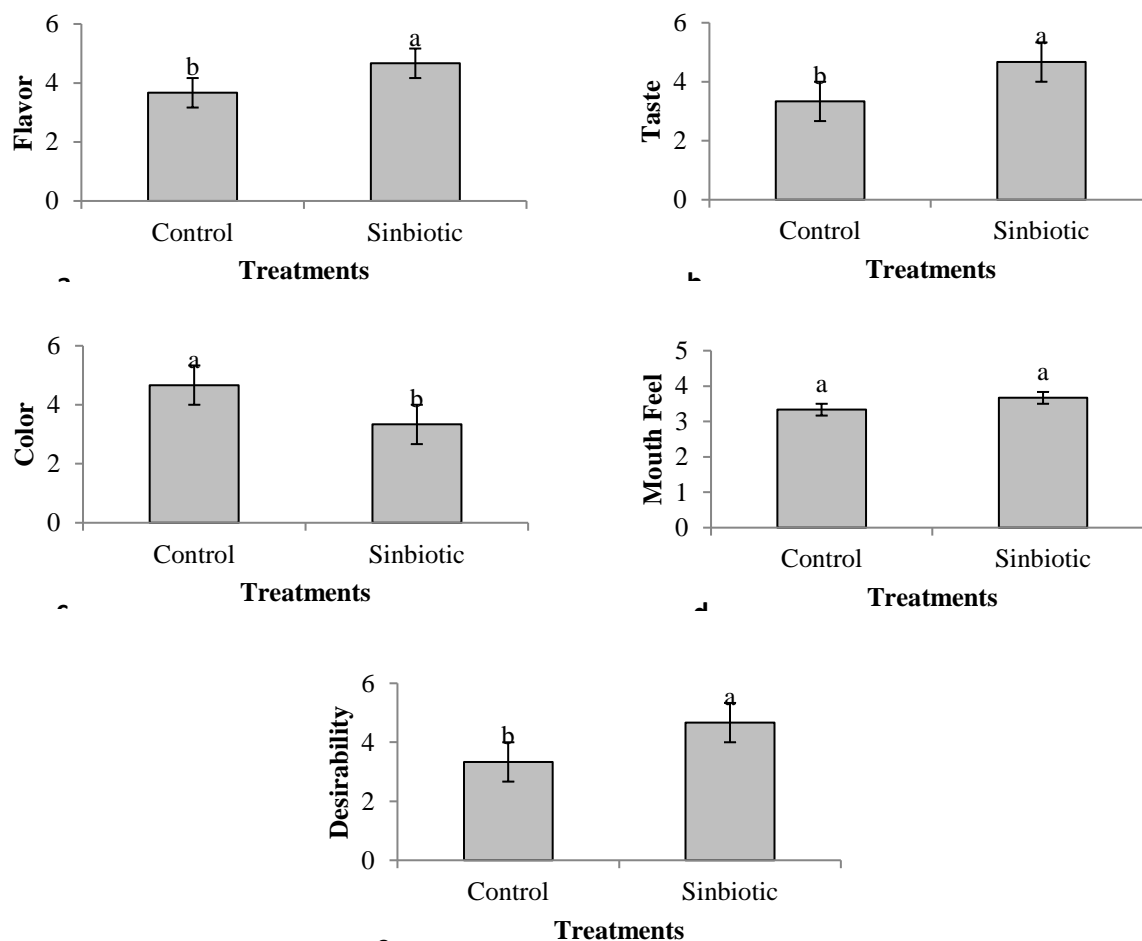 6
4
2
0
Flavor
b
a
Control Sinbiotic
Treatments
6
4
2
0
Taste
b
a
Control Sinbiotic
Treatments
6
4
2
0
Color
a
b
Control Sinbiotic
Treatments
5
4
3
2
1
0
Mouth Feel
a
a
Control Sinbiotic
Treatments
6
4
2
0
Desirability
b
a
Control Sinbiotic
Treatments